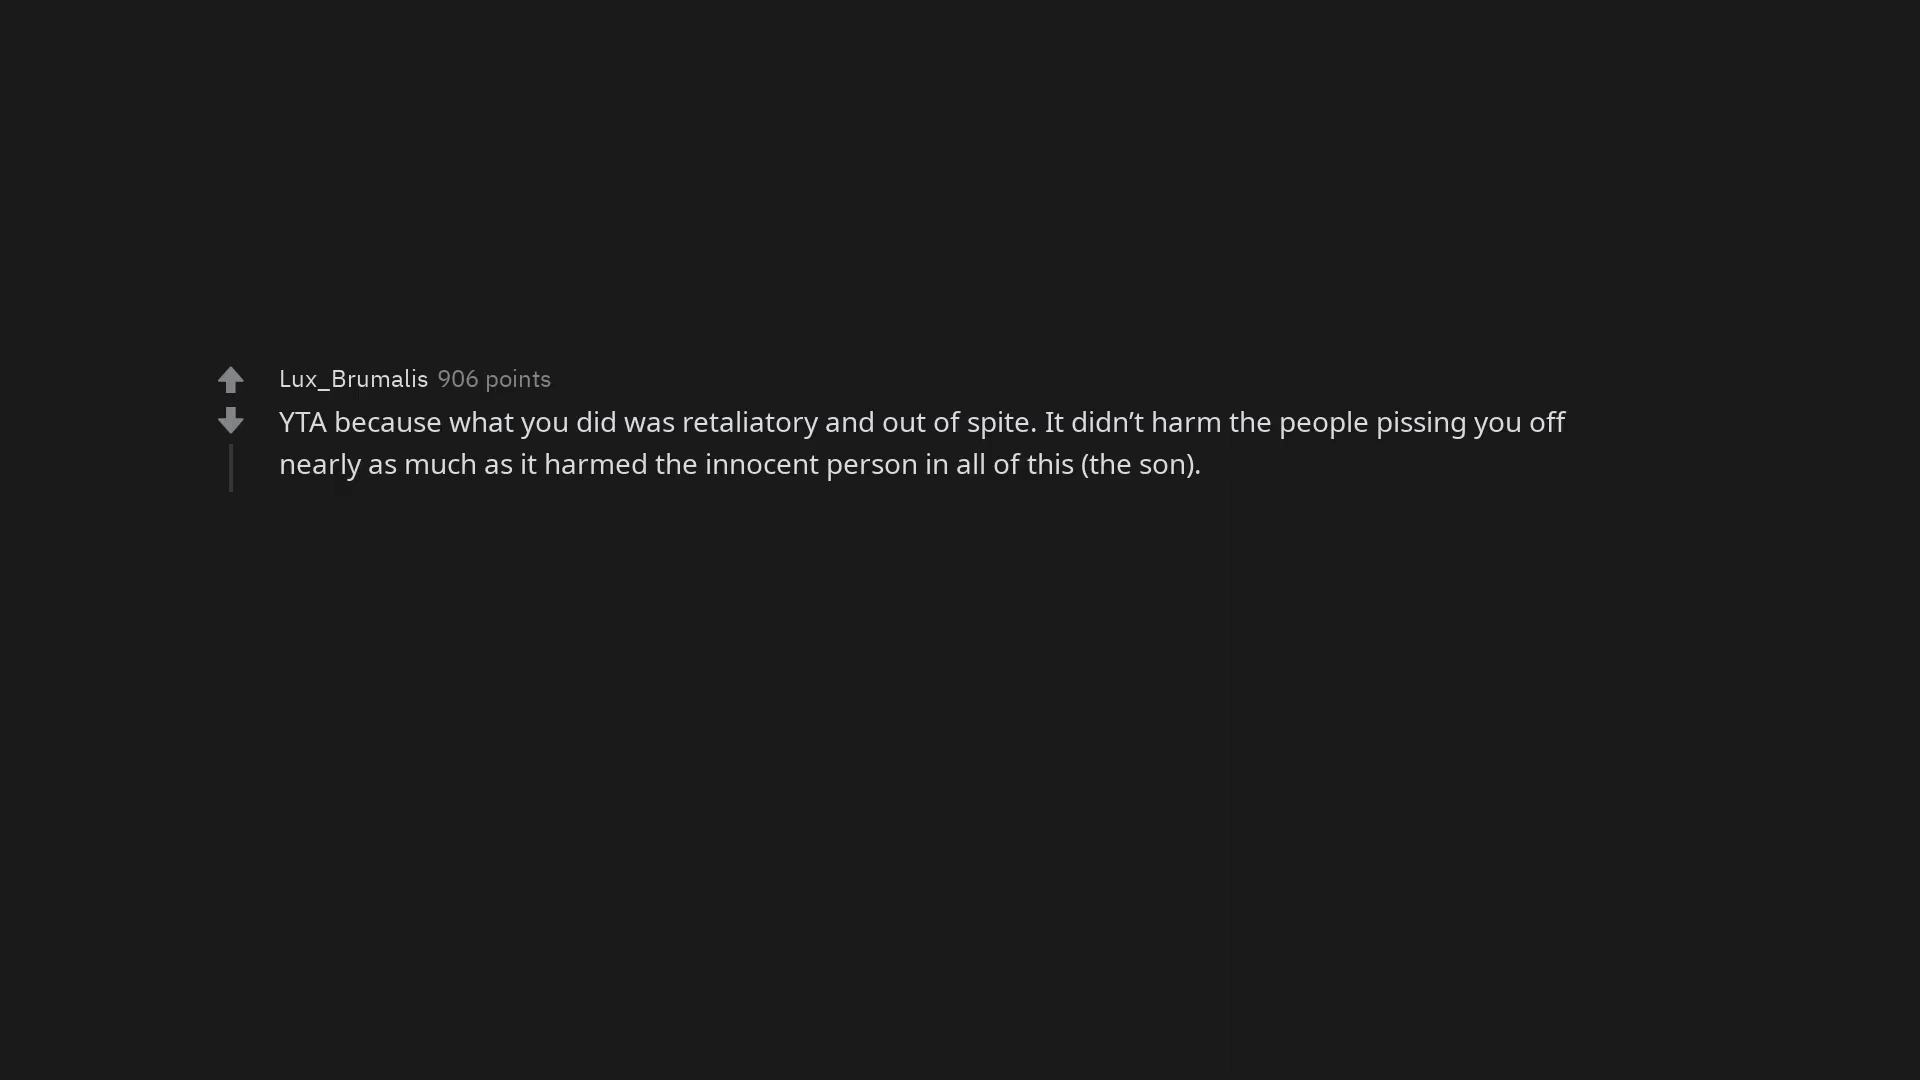 Lux_Brumalis 906 points
YTA because what you did was retaliatory and out of spite. It didn’t harm the people pissing you off
nearly as much as it harmed the innocent person in all of this (the son).